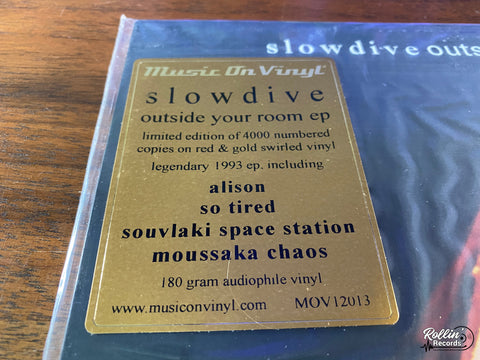 slowdive outs
Music On Vinyl
slowdive
outside your room ep
limited edition of 4000 numbered
copies on red & gold swirled vinyl
legendary 1993 ep. including
alison
so tired
souvlaki space station
moussaka chaos
180 gram audiophile vinyl
www.musiconvinyl.com MOV12013
Rollin'
Records